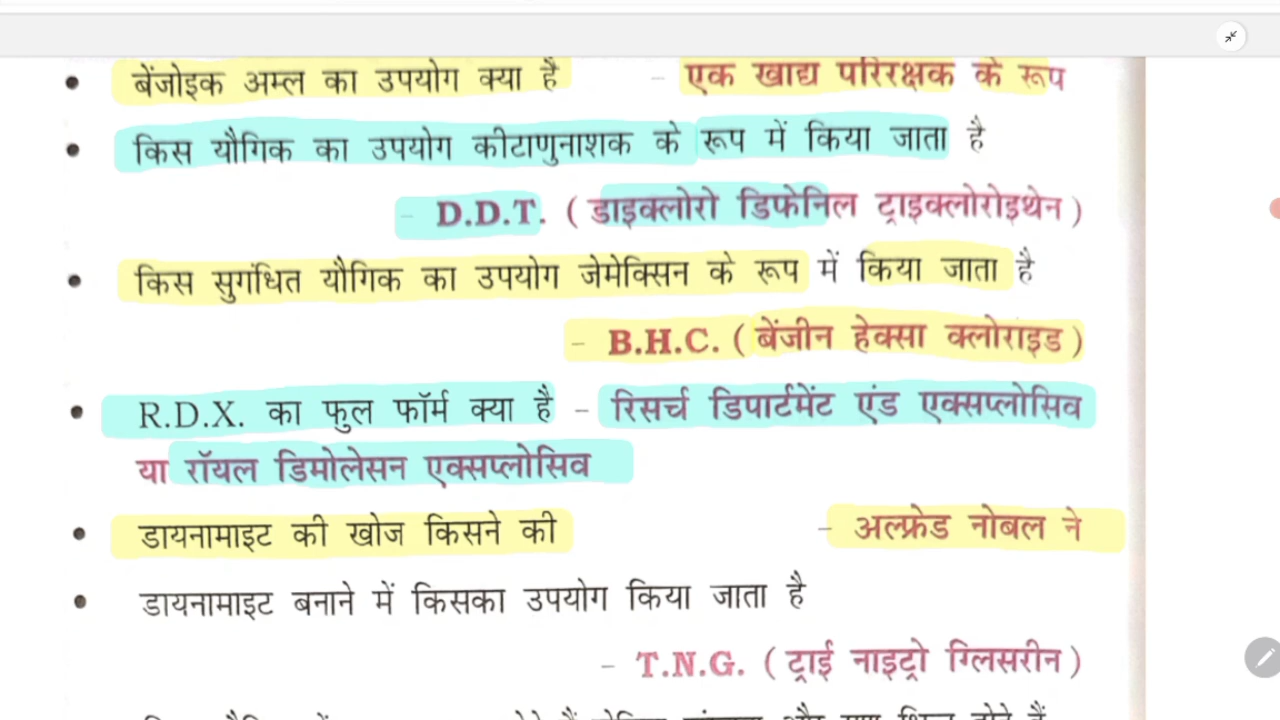 • बेंजोइक अम्ल का उपयोग क्या है – एक खाद्य परिरक्षक के रूप
• किस यौगिक का उपयोग कीटाणुनाशक के रूप में किया जाता है
– D.D.T. ( डाइक्लोरो डिफेनिल ट्राइक्लोरोइथेन )
• किस सुगंधित यौगिक का उपयोग जेमेक्सिन के रूप में किया जाता है
– B.H.C. ( बेंजीन हेक्सा क्लोराइड )
• R.D.X. का फुल फॉर्म क्या है – रिसर्च डिपार्टमेंट एंड एक्सप्लोसिव
या रॉयल डिमोलेसन एक्सप्लोसिव
• डायनामाइट की खोज किसने की – अल्फ्रेड नोबल ने
• डायनामाइट बनाने में किसका उपयोग किया जाता है
– T.N.G. ( ट्राई नाइट्रो ग्लिसरीन )